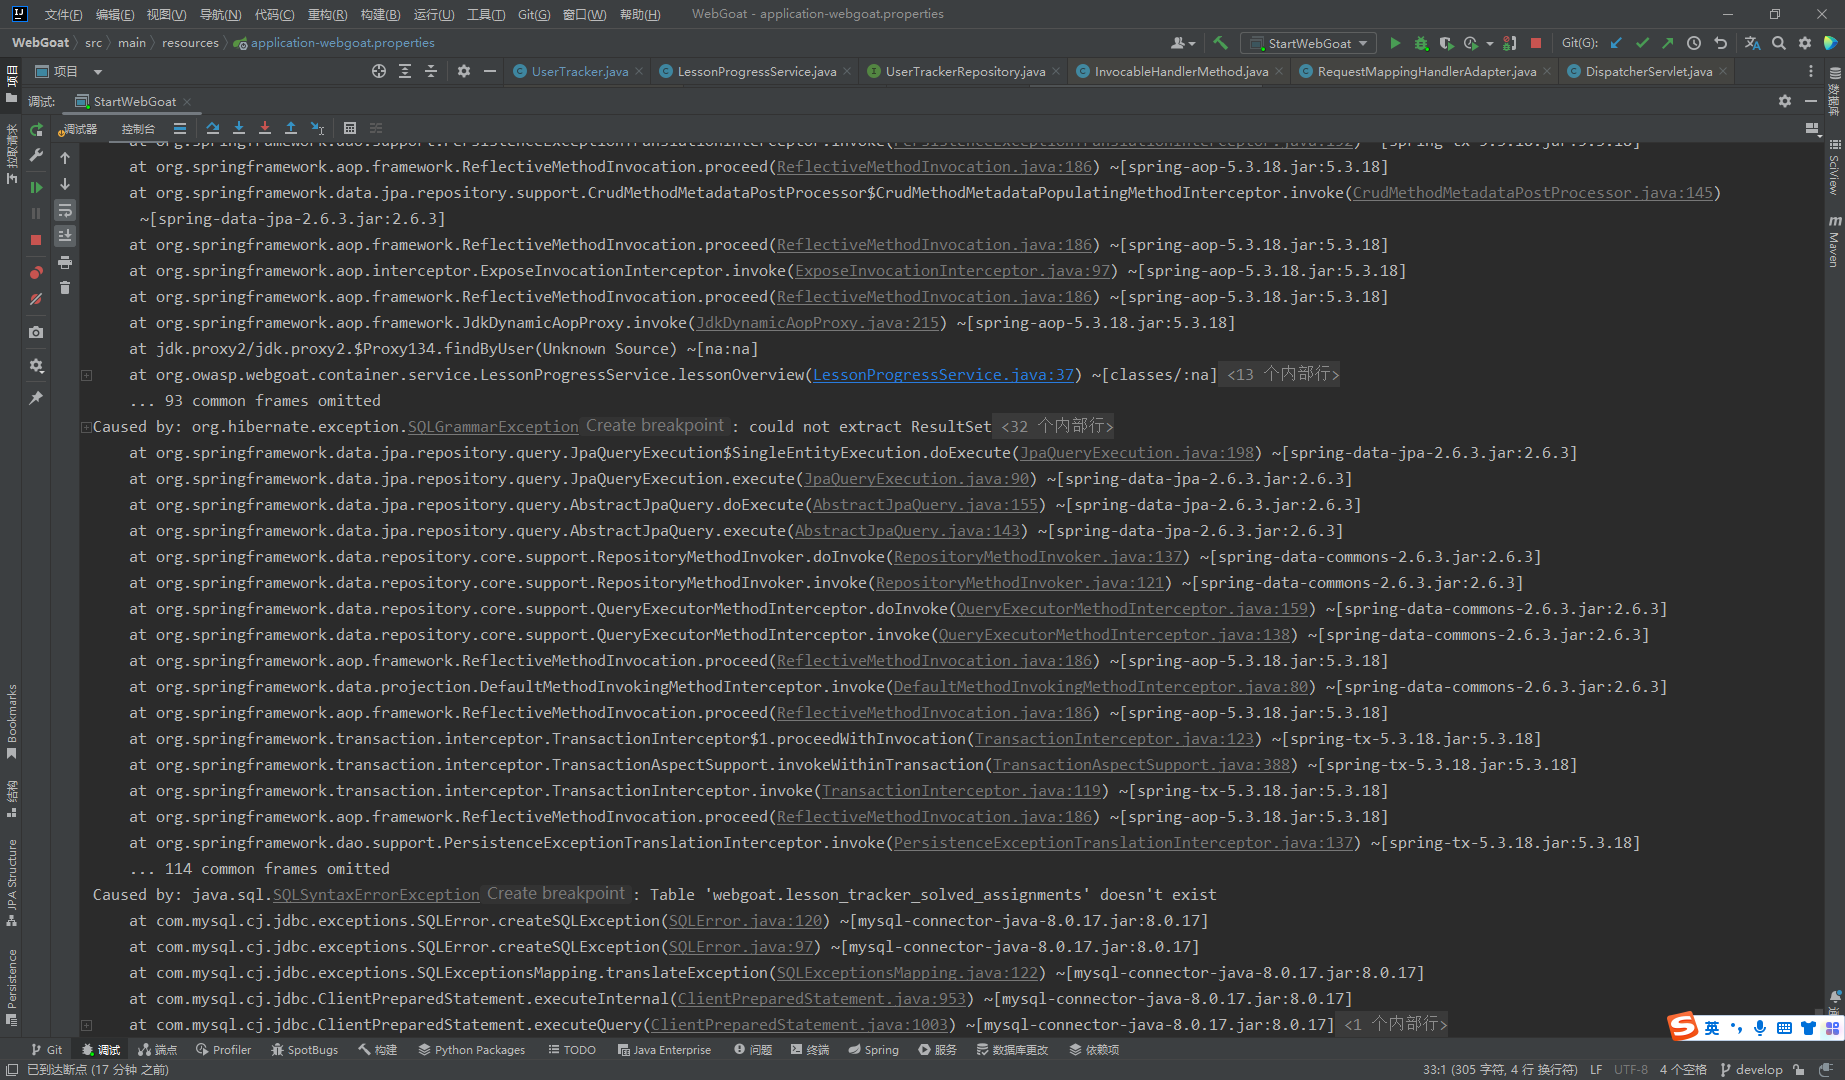 文件(F) 编辑(E) 视图(V) 导航(N) 代码(C) 重构(R) 构建(B) 运行(U) 工具(T) Git(G) 窗口(W) 帮助(H) WebGoat - application-webgoat.properties
WebGoat src main resources application-webgoat.properties StartWebGoat Git(G):
项目 UserTracker.java LessonProgressService.java UserTrackerRepository.java InvocableHandlerMethod.java RequestMappingHandlerAdapter.java DispatcherServlet.java
调试: StartWebGoat
调试器 控制台
at org.springframework.dao.support.PersistenceExceptionTranslationInterceptor.invoke(PersistenceExceptionTranslationInterceptor.java:152) ~[spring-tx-5.3.18.jar:5.3.18]
at org.springframework.aop.framework.ReflectiveMethodInvocation.proceed(ReflectiveMethodInvocation.java:186) ~[spring-aop-5.3.18.jar:5.3.18]
at org.springframework.data.jpa.repository.support.CrudMethodMetadataPostProcessor$CrudMethodMetadataPopulatingMethodInterceptor.invoke(CrudMethodMetadataPostProcessor.java:145)
~[spring-data-jpa-2.6.3.jar:2.6.3]
at org.springframework.aop.framework.ReflectiveMethodInvocation.proceed(ReflectiveMethodInvocation.java:186) ~[spring-aop-5.3.18.jar:5.3.18]
at org.springframework.aop.interceptor.ExposeInvocationInterceptor.invoke(ExposeInvocationInterceptor.java:97) ~[spring-aop-5.3.18.jar:5.3.18]
at org.springframework.aop.framework.ReflectiveMethodInvocation.proceed(ReflectiveMethodInvocation.java:186) ~[spring-aop-5.3.18.jar:5.3.18]
at org.springframework.aop.framework.JdkDynamicAopProxy.invoke(JdkDynamicAopProxy.java:215) ~[spring-aop-5.3.18.jar:5.3.18]
at jdk.proxy2/jdk.proxy2.$Proxy134.findByUser(Unknown Source) ~[na:na]
at org.owasp.webgoat.container.service.LessonProgressService.lessonOverview(LessonProgressService.java:37) ~[classes/:na] <13 个内部行>
... 93 common frames omitted
Caused by: org.hibernate.exception.SQLGrammarException Create breakpoint : could not extract ResultSet <32 个内部行>
at org.springframework.data.jpa.repository.query.JpaQueryExecution$SingleEntityExecution.doExecute(JpaQueryExecution.java:198) ~[spring-data-jpa-2.6.3.jar:2.6.3]
at org.springframework.data.jpa.repository.query.JpaQueryExecution.execute(JpaQueryExecution.java:90) ~[spring-data-jpa-2.6.3.jar:2.6.3]
at org.springframework.data.jpa.repository.query.AbstractJpaQuery.doExecute(AbstractJpaQuery.java:155) ~[spring-data-jpa-2.6.3.jar:2.6.3]
at org.springframework.data.jpa.repository.query.AbstractJpaQuery.execute(AbstractJpaQuery.java:143) ~[spring-data-jpa-2.6.3.jar:2.6.3]
at org.springframework.data.repository.core.support.RepositoryMethodInvoker.doInvoke(RepositoryMethodInvoker.java:137) ~[spring-data-commons-2.6.3.jar:2.6.3]
at org.springframework.data.repository.core.support.RepositoryMethodInvoker.invoke(RepositoryMethodInvoker.java:121) ~[spring-data-commons-2.6.3.jar:2.6.3]
at org.springframework.data.repository.core.support.QueryExecutorMethodInterceptor.doInvoke(QueryExecutorMethodInterceptor.java:159) ~[spring-data-commons-2.6.3.jar:2.6.3]
at org.springframework.data.repository.core.support.QueryExecutorMethodInterceptor.invoke(QueryExecutorMethodInterceptor.java:138) ~[spring-data-commons-2.6.3.jar:2.6.3]
at org.springframework.aop.framework.ReflectiveMethodInvocation.proceed(ReflectiveMethodInvocation.java:186) ~[spring-aop-5.3.18.jar:5.3.18]
at org.springframework.data.projection.DefaultMethodInvokingMethodInterceptor.invoke(DefaultMethodInvokingMethodInterceptor.java:80) ~[spring-data-commons-2.6.3.jar:2.6.3]
at org.springframework.aop.framework.ReflectiveMethodInvocation.proceed(ReflectiveMethodInvocation.java:186) ~[spring-aop-5.3.18.jar:5.3.18]
at org.springframework.transaction.interceptor.TransactionInterceptor$1.proceedWithInvocation(TransactionInterceptor.java:123) ~[spring-tx-5.3.18.jar:5.3.18]
at org.springframework.transaction.interceptor.TransactionAspectSupport.invokeWithinTransaction(TransactionAspectSupport.java:388) ~[spring-tx-5.3.18.jar:5.3.18]
at org.springframework.transaction.interceptor.TransactionInterceptor.invoke(TransactionInterceptor.java:119) ~[spring-tx-5.3.18.jar:5.3.18]
at org.springframework.aop.framework.ReflectiveMethodInvocation.proceed(ReflectiveMethodInvocation.java:186) ~[spring-aop-5.3.18.jar:5.3.18]
at org.springframework.dao.support.PersistenceExceptionTranslationInterceptor.invoke(PersistenceExceptionTranslationInterceptor.java:137) ~[spring-tx-5.3.18.jar:5.3.18]
... 114 common frames omitted
Caused by: java.sql.SQLSyntaxErrorException Create breakpoint : Table 'webgoat.lesson_tracker_solved_assignments' doesn't exist
at com.mysql.cj.jdbc.exceptions.SQLError.createSQLException(SQLError.java:120) ~[mysql-connector-java-8.0.17.jar:8.0.17]
at com.mysql.cj.jdbc.exceptions.SQLError.createSQLException(SQLError.java:97) ~[mysql-connector-java-8.0.17.jar:8.0.17]
at com.mysql.cj.jdbc.exceptions.SQLExceptionsMapping.translateException(SQLExceptionsMapping.java:122) ~[mysql-connector-java-8.0.17.jar:8.0.17]
at com.mysql.cj.jdbc.ClientPreparedStatement.executeInternal(ClientPreparedStatement.java:953) ~[mysql-connector-java-8.0.17.jar:8.0.17]
at com.mysql.cj.jdbc.ClientPreparedStatement.executeQuery(ClientPreparedStatement.java:1003) ~[mysql-connector-java-8.0.17.jar:8.0.17] <1 个内部行>
项目
拉取请求
Bookmarks
结构
JPA Structure
Persistence
数据库
SciView
Maven
英
Git 调试 端点 Profiler SpotBugs 构建 Python Packages TODO Java Enterprise 问题 终端 Spring 服务 数据库更改 依赖项
已到达断点 (17 分钟 之前) 33:1 (305 字符, 4 行 换行符) LF UTF-8 4 个空格 develop